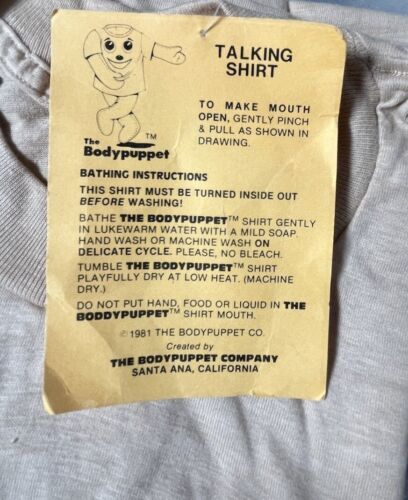 TALKING
SHIRT
TO MAKE MOUTH
OPEN, GENTLY PINCH
& PULL AS SHOWN IN
DRAWING.
The
Bodypuppet™
BATHING INSTRUCTIONS
THIS SHIRT MUST BE TURNED INSIDE OUT
BEFORE WASHING!
BATHE THE BODYPUPPET™ SHIRT GENTLY
IN LUKEWARM WATER WITH A MILD SOAP.
HAND WASH OR MACHINE WASH ON
DELICATE CYCLE. PLEASE, NO BLEACH.
TUMBLE THE BODYPUPPET™ SHIRT
PLAYFULLY DRY AT LOW HEAT. (MACHINE
DRY.)
DO NOT PUT HAND, FOOD OR LIQUID IN THE
BODDYPUPPET™ SHIRT MOUTH.
© 1981 THE BODYPUPPET CO.
Created by
THE BODYPUPPET COMPANY
SANTA ANA, CALIFORNIA